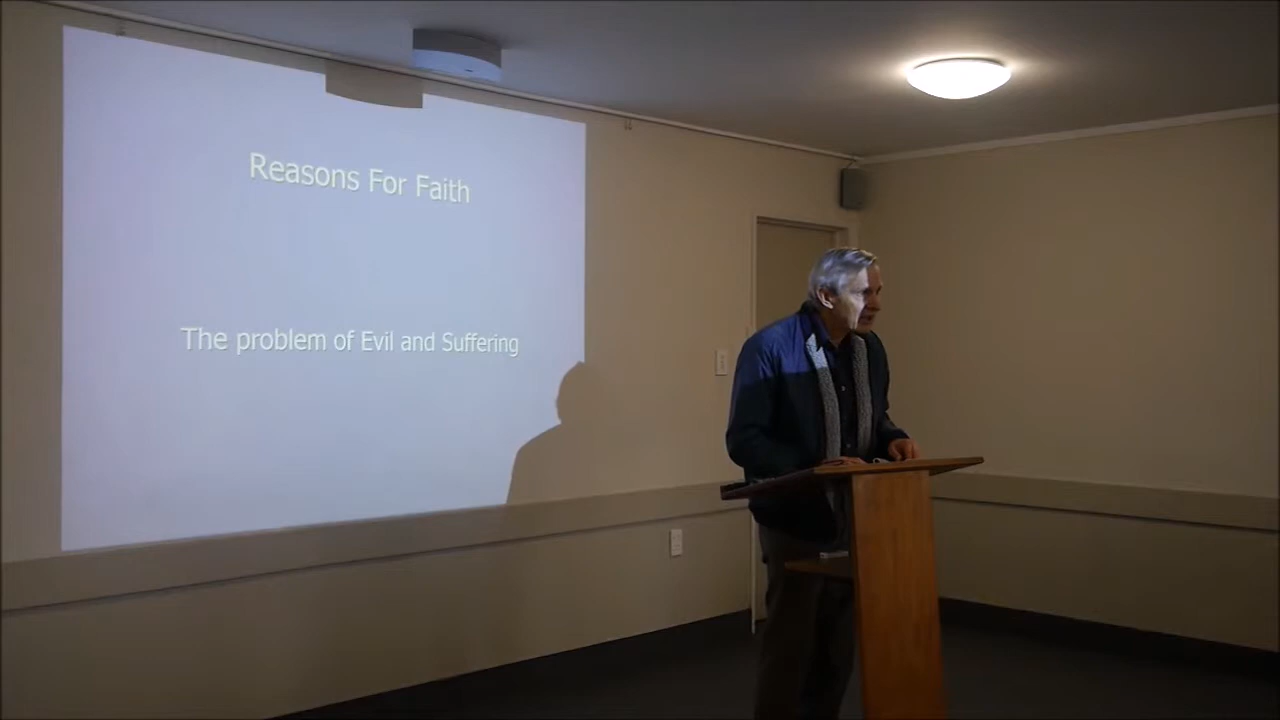 Reasons For Faith
The problem of Evil and Suffering